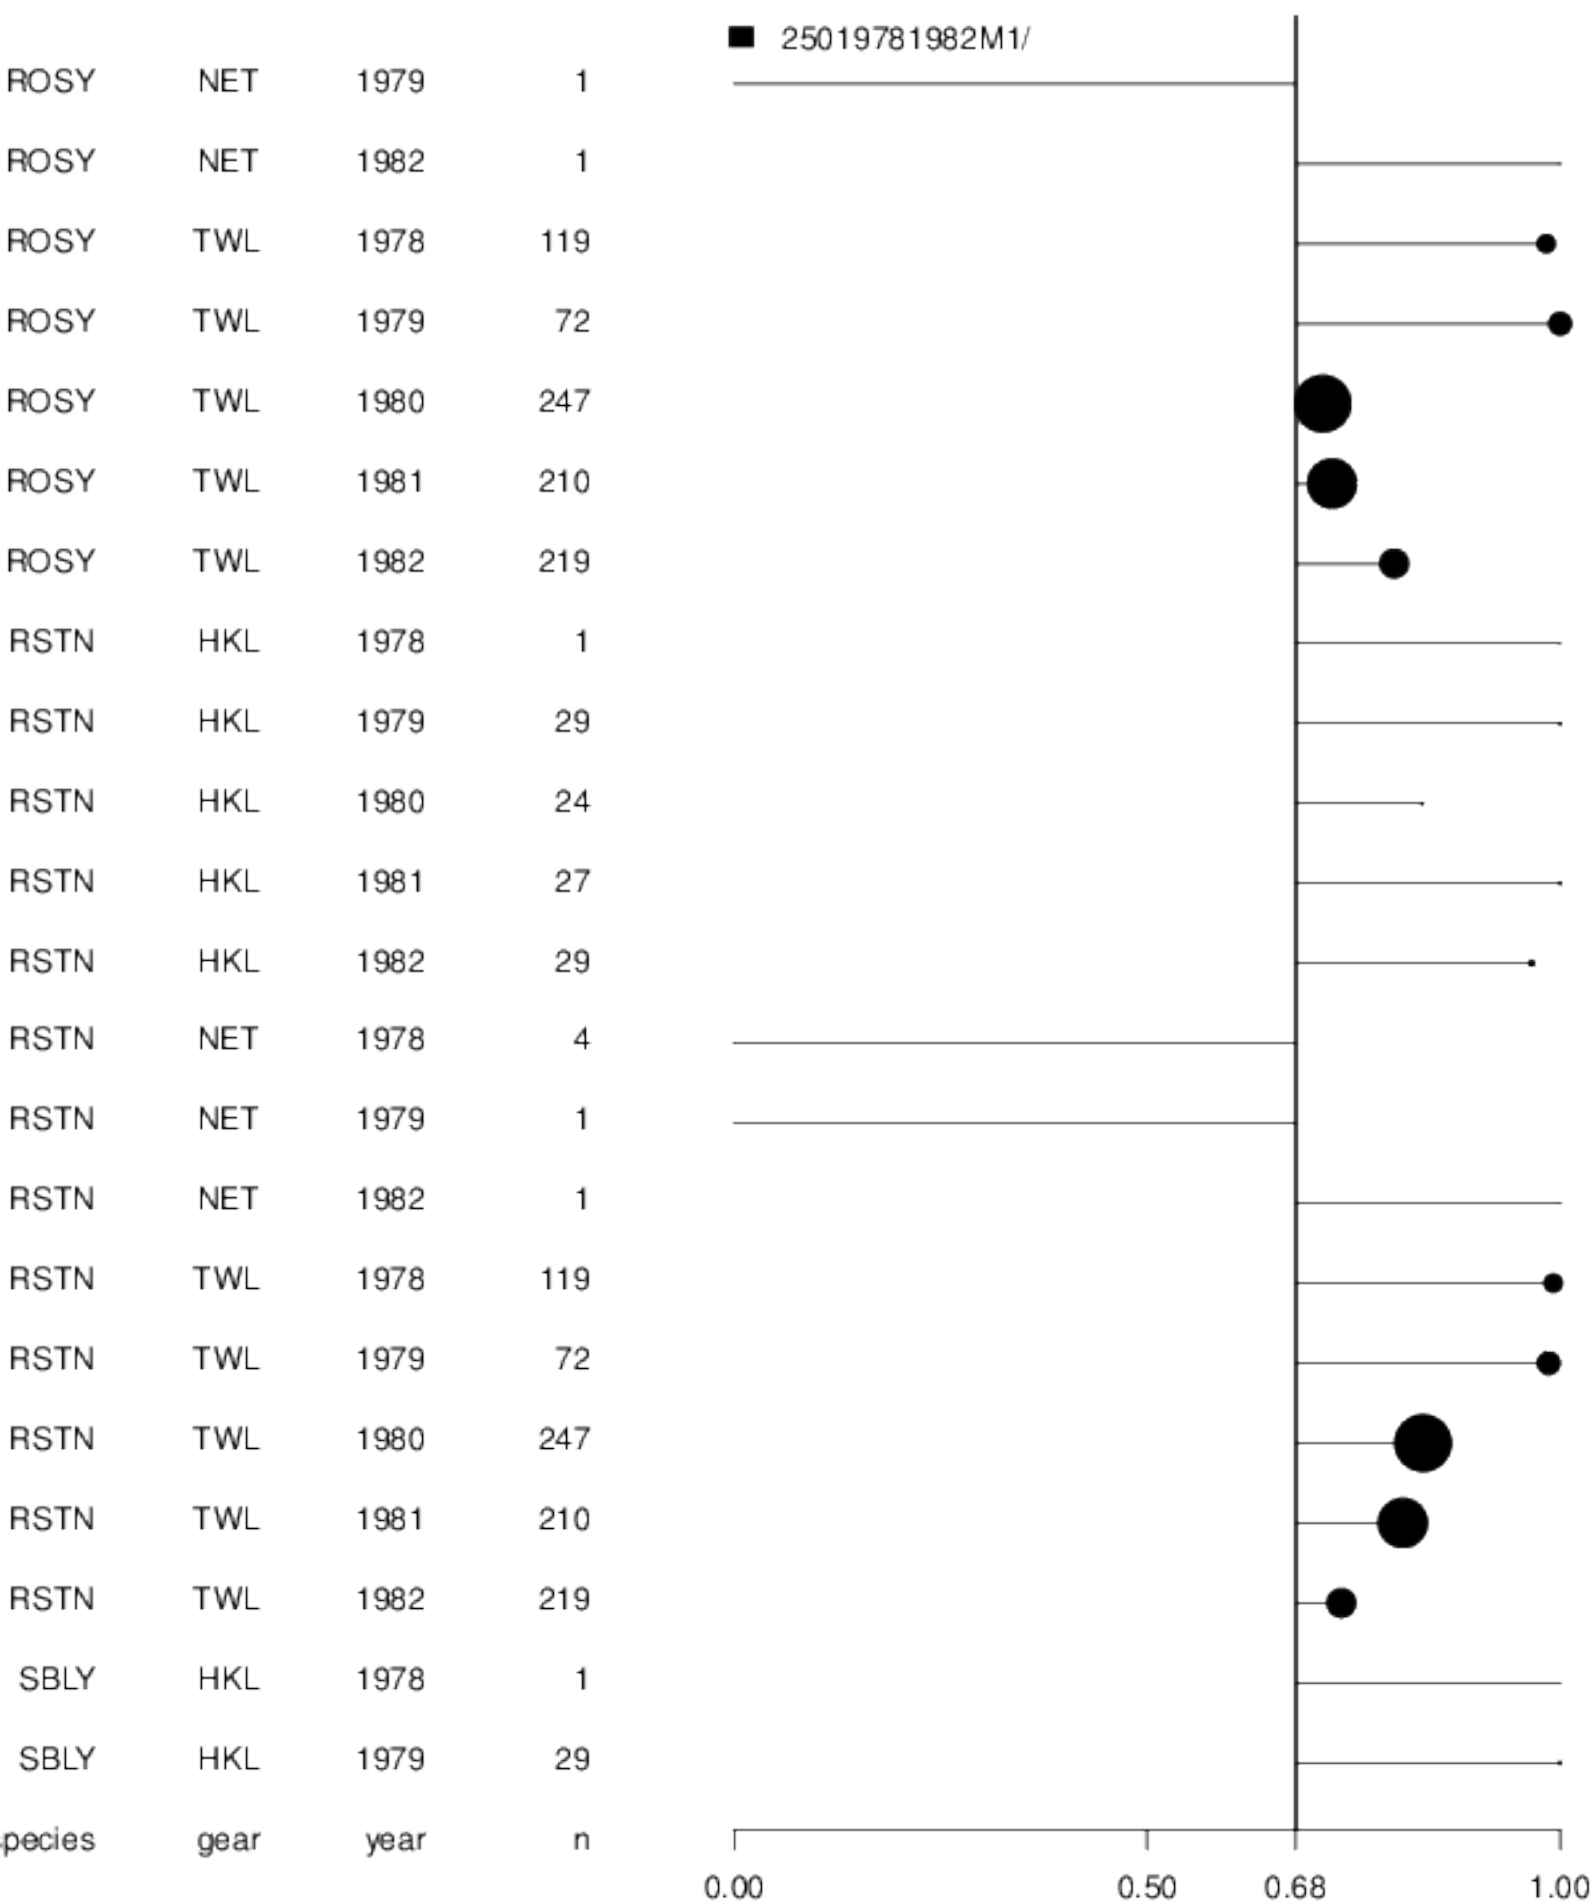 25019781982M1/
ROSY NET 1979 1
ROSY NET 1982 1
ROSY TWL 1978 119
ROSY TWL 1979 72
ROSY TWL 1980 247
ROSY TWL 1981 210
ROSY TWL 1982 219
RSTN HKL 1978 1
RSTN HKL 1979 29
RSTN HKL 1980 24
RSTN HKL 1981 27
RSTN HKL 1982 29
RSTN NET 1978 4
RSTN NET 1979 1
RSTN NET 1982 1
RSTN TWL 1978 119
RSTN TWL 1979 72
RSTN TWL 1980 247
RSTN TWL 1981 210
RSTN TWL 1982 219
SBLY HKL 1978 1
SBLY HKL 1979 29
pecies gear year n
0.00 0.50 0.68 1.00